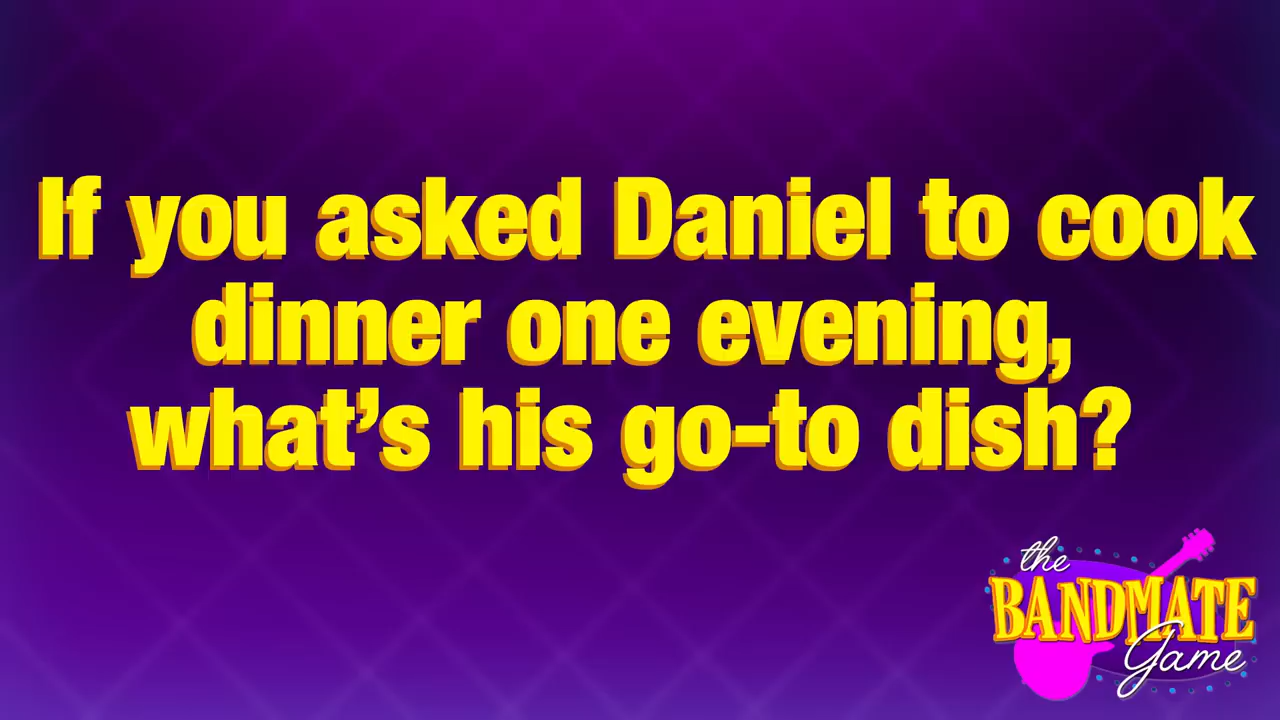 If you asked Daniel to cook
dinner one evening,
what’s his go-to dish?
the
BANDMATE
Game